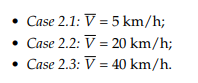 • Case 2.1: V̅ = 5 km/h;
• Case 2.2: V̅ = 20 km/h;
• Case 2.3: V̅ = 40 km/h.